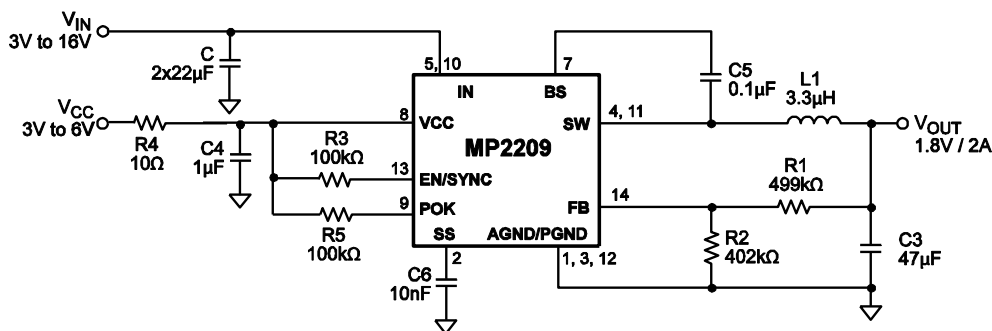 VIN
3V to 16V
C
2x22µF
5, 10
7
IN
BS
C5
0.1µF
L1
3.3µH
4, 11
SW
VOUT
1.8V / 2A
VCC
3V to 6V
R4
10Ω
C4
1µF
8
VCC
MP2209
R3
100kΩ
13
EN/SYNC
R1
499kΩ
9
POK
FB
14
R5
100kΩ
SS
AGND/PGND
R2
402kΩ
C3
47µF
2
1, 3, 12
C6
10nF